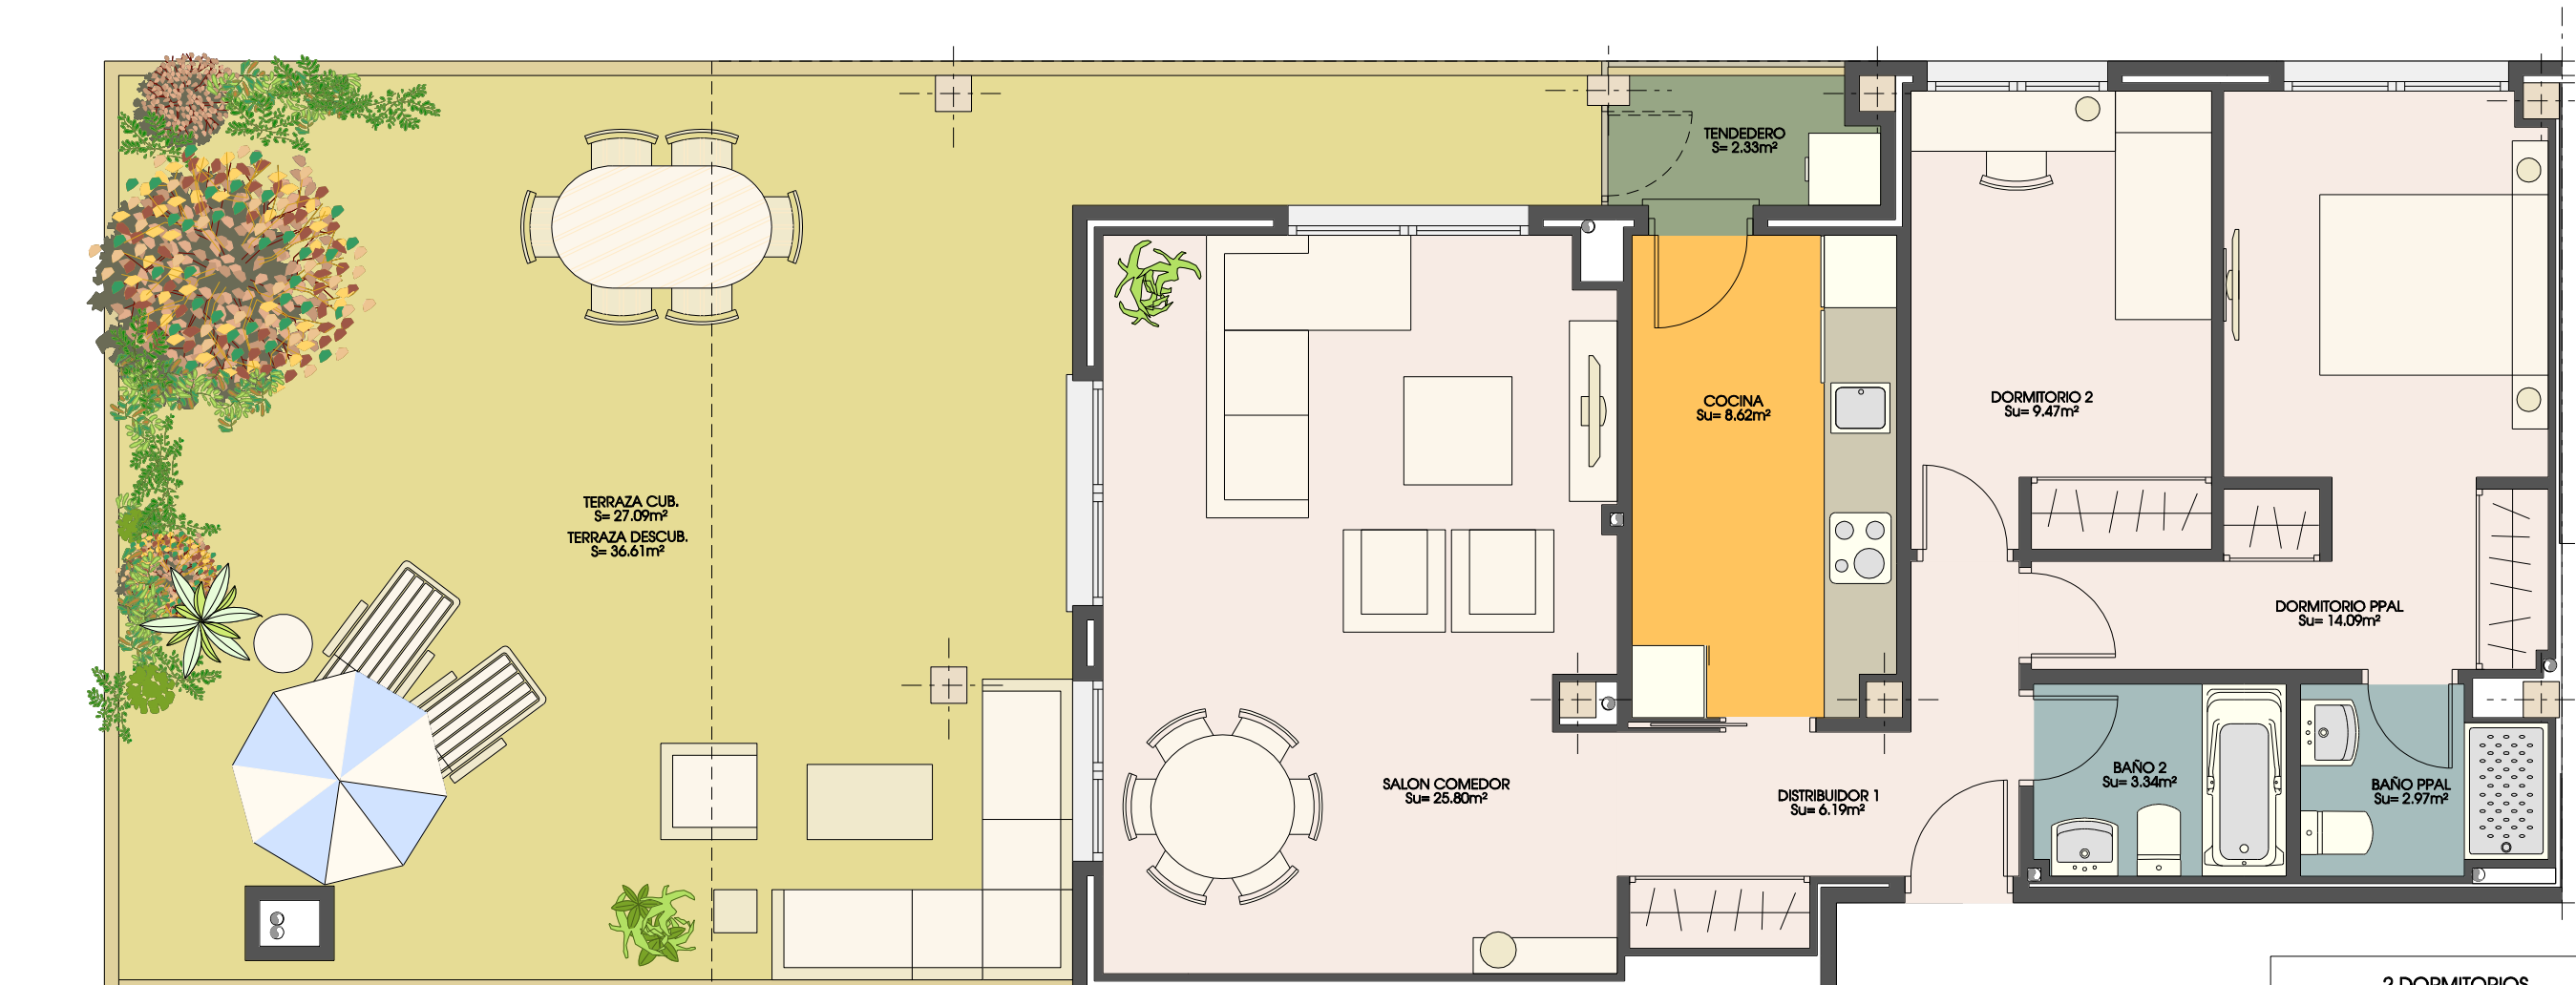 TENDEDERO
S= 2.33m²
COCINA
Su= 8.62m²
DORMITORIO 2
Su= 9.47m²
TERRAZA CUB.
S= 27.09m²
TERRAZA DESCUB.
S= 36.61m²
DORMITORIO PPAL
Su= 14.09m²
SALON COMEDOR
Su= 25.80m²
DISTRIBUIDOR 1
Su= 6.19m²
BAÑO 2
Su= 3.34m²
BAÑO PPAL
Su= 2.97m²
2 DORMITORIOS